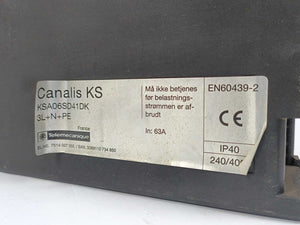 Canalis KS
KSA06SD41DK
3L+N+PE
France
Telemecanique
Må ikke betjenes
før belastnings-
strømmen er af-
brudt
In: 63A
EN60439-2
CE
IP40
240/40